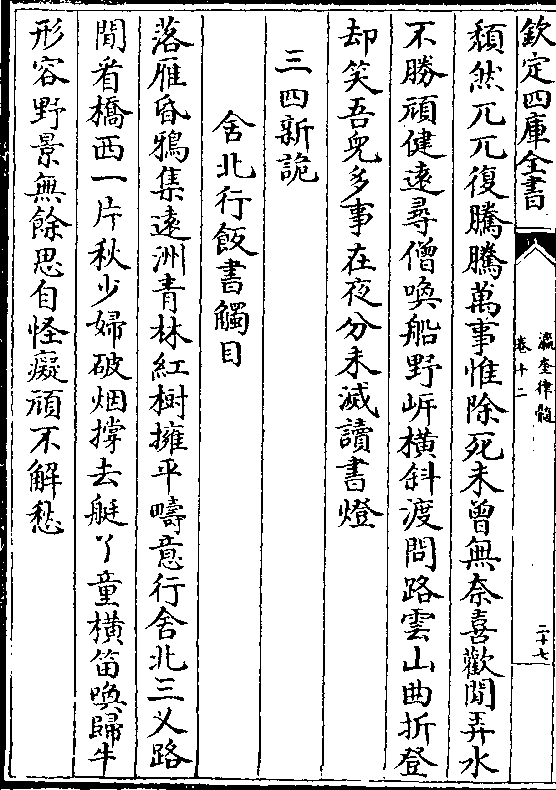 欽定四庫全書
瀛奎律髓
卷十二
二十七
頽然兀兀復騰騰萬事惟除死未曾無奈喜歡閒弄水
不勝頑健遠尋僧喚船野岍橫斜渡問路雲山曲折登
却笑吾兒多事在夜分未滅讀書燈
三四新詭
舍北行飯書觸目
落雁昏鴉集遠洲青林紅樹擁平疇意行舍北三义路
閒看橋西一片秋少婦破烟撐去艇丫童橫笛喚歸牛
形容野景無餘思自怪癡頑不解愁